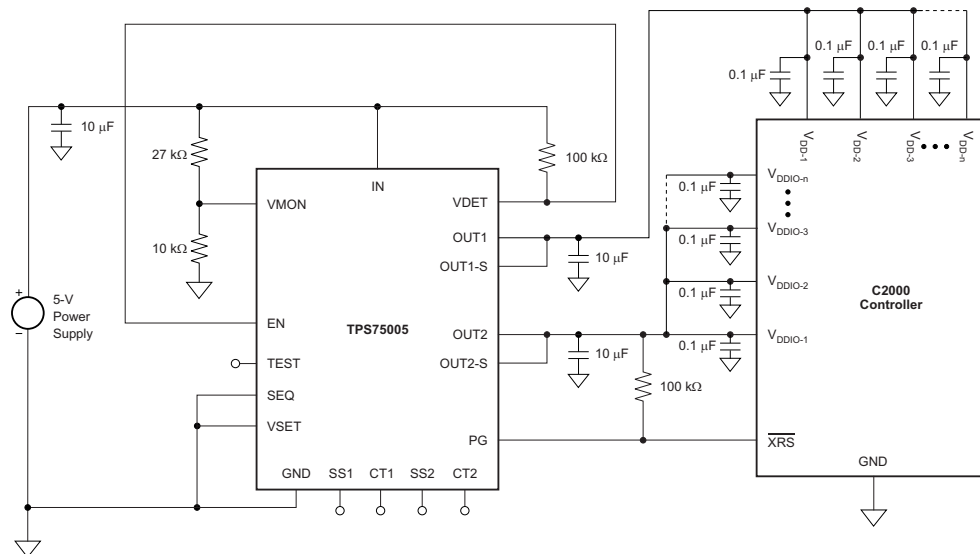 0.1 μF
0.1 μF
0.1 μF
0.1 μF
10 μF
27 kΩ
10 kΩ
100 kΩ
+
5-V
Power
Supply
−
IN
VMON
VDET
OUT1
OUT1-S
EN
TPS75005
OUT2
TEST
OUT2-S
SEQ
VSET
PG
GND
SS1
CT1
SS2
CT2
10 μF
10 μF
100 kΩ
0.1 μF
0.1 μF
0.1 μF
0.1 μF
VDD-1
VDD-2
VDD-3
VDD-n
VDDIO-n
VDDIO-3
VDDIO-2
VDDIO-1
C2000
Controller
XRS
GND